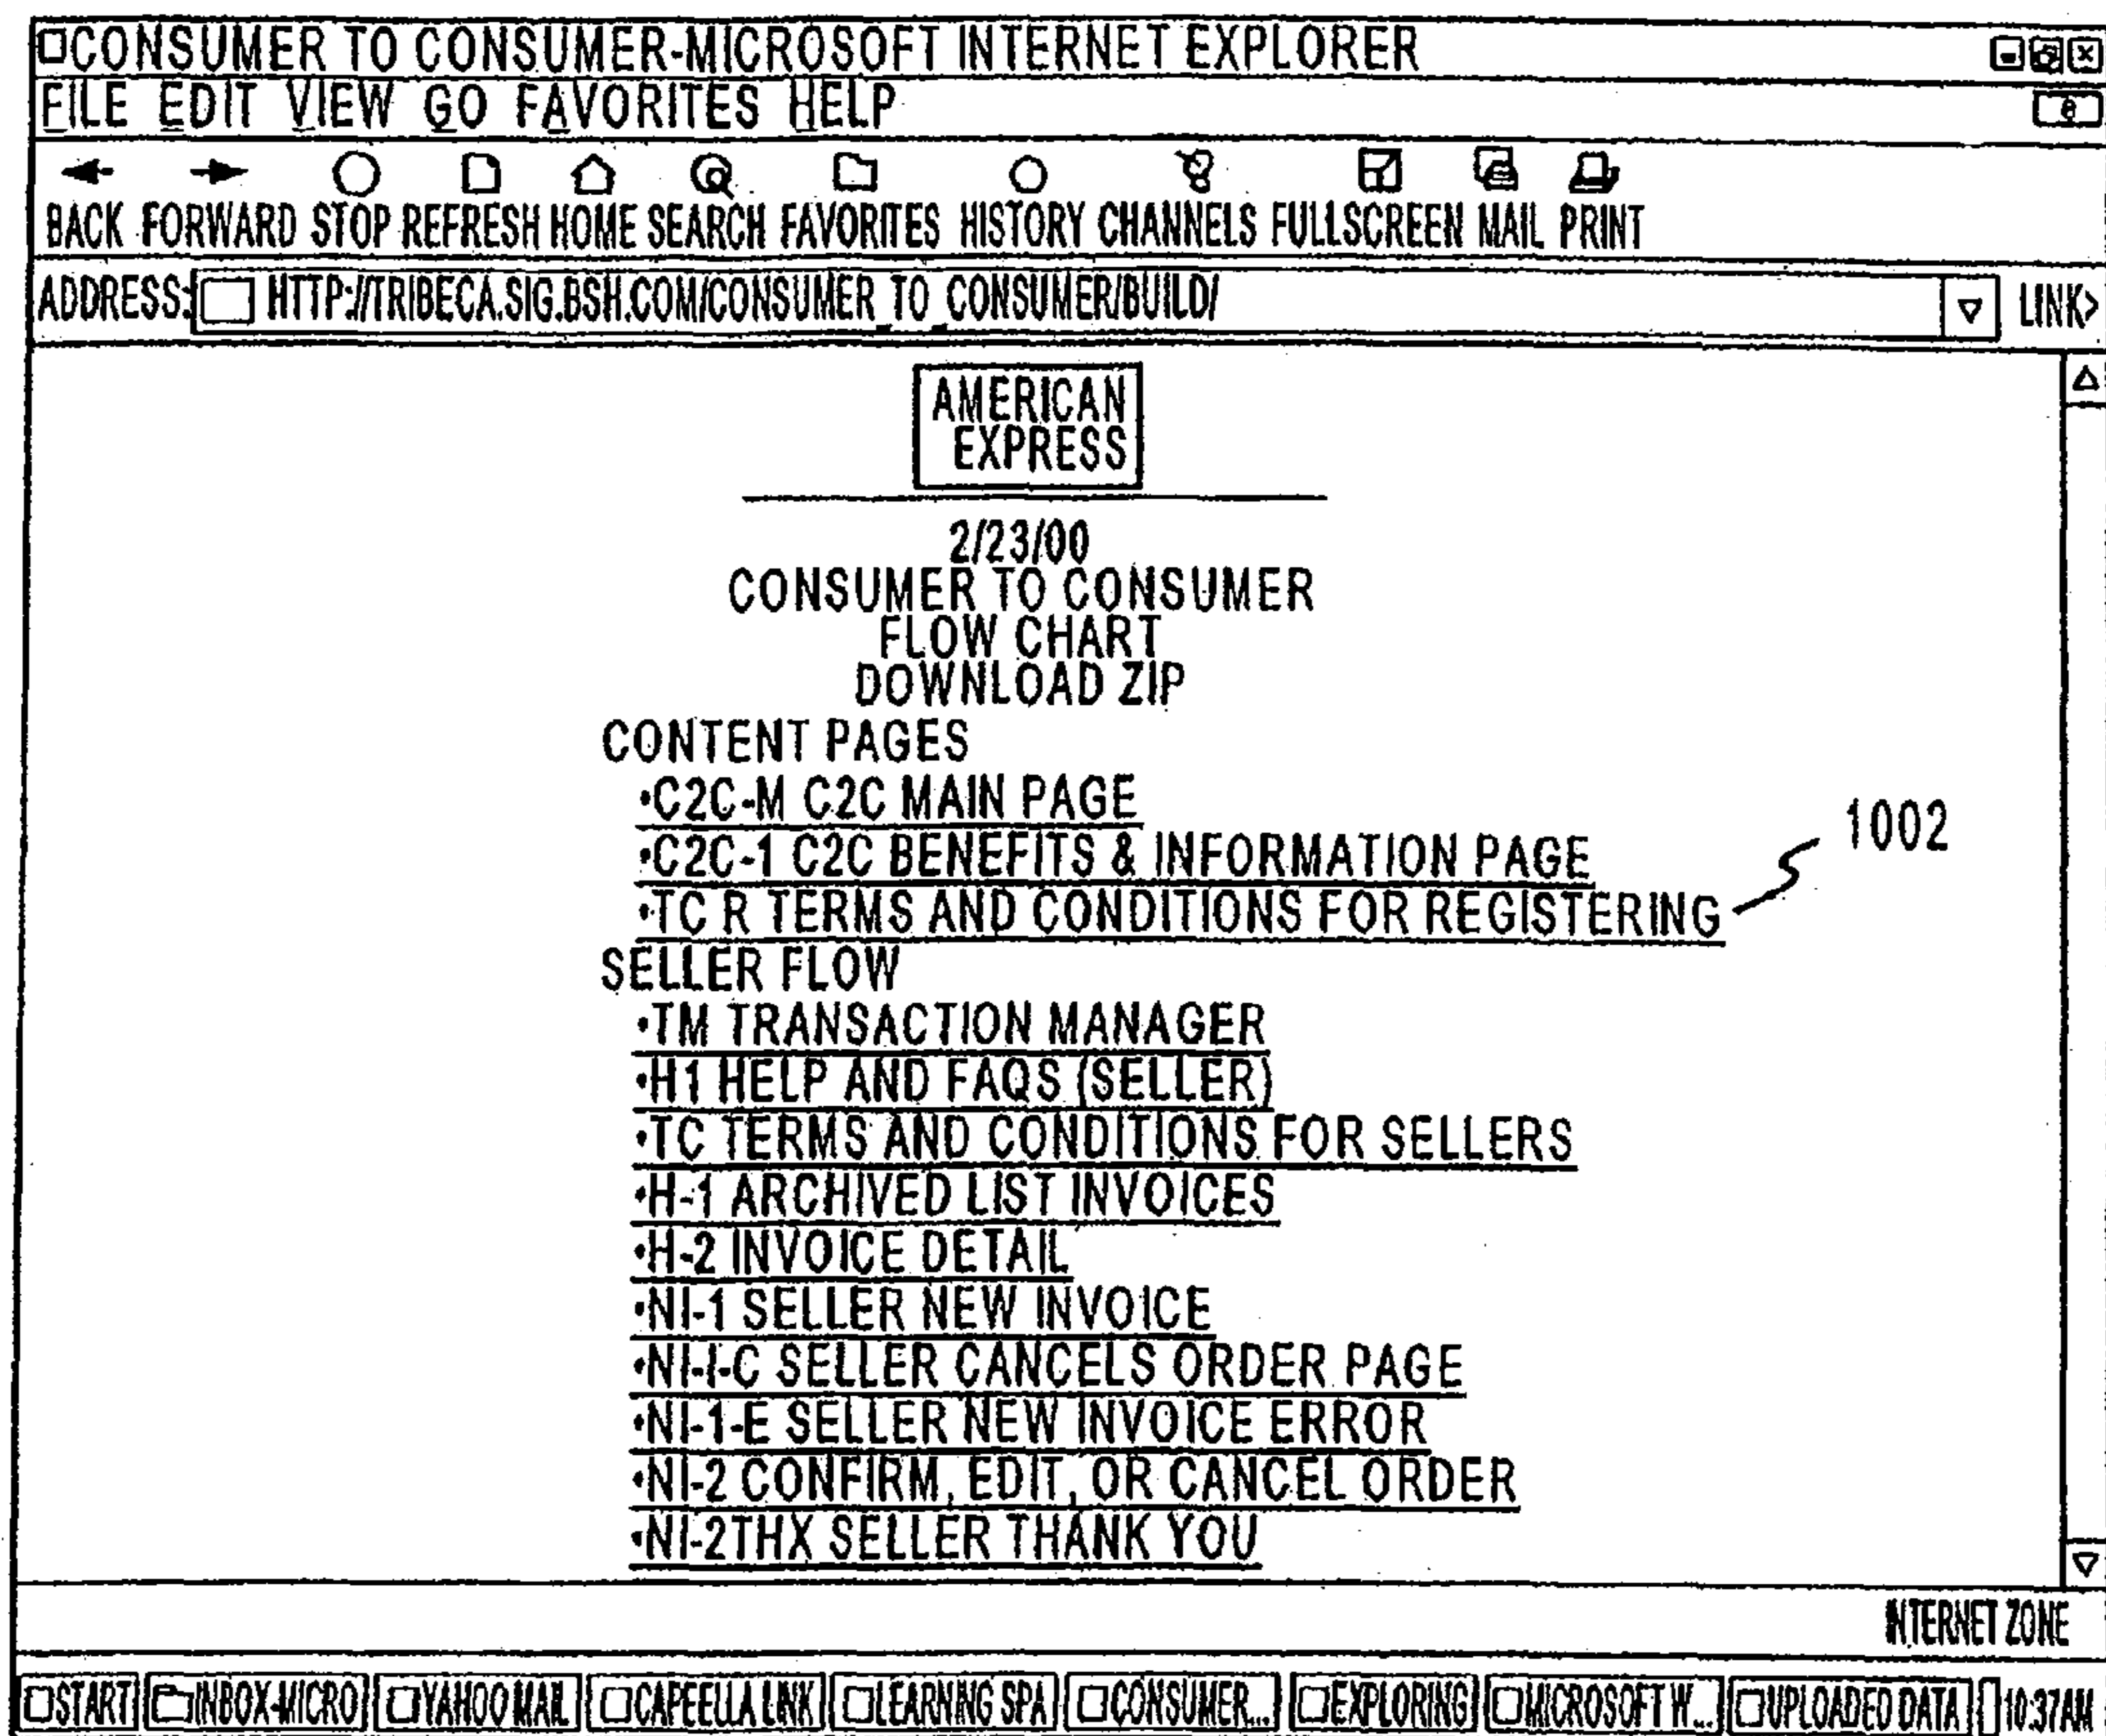 CONSUMER TO CONSUMER-MICROSOFT INTERNET EXPLORER
FILE EDIT VIEW GO FAVORITES HELP
BACK FORWARD STOP REFRESH HOME SEARCH FAVORITES HISTORY CHANNELS FULLSCREEN MAIL PRINT
ADDRESS: HTTP://TRIBECA.SIG.BSH.COM/CONSUMER_TO_CONSUMER/BUILD/ LINK>
AMERICAN
EXPRESS
2/23/00
CONSUMER TO CONSUMER
FLOW CHART
DOWNLOAD ZIP
CONTENT PAGES
•C2C-M C2C MAIN PAGE
•C2C-1 C2C BENEFITS & INFORMATION PAGE
1002
•TC R TERMS AND CONDITIONS FOR REGISTERING
SELLER FLOW
•TM TRANSACTION MANAGER
•H1 HELP AND FAQS (SELLER)
•TC TERMS AND CONDITIONS FOR SELLERS
•H-1 ARCHIVED LIST INVOICES
•H-2 INVOICE DETAIL
•NI-1 SELLER NEW INVOICE
•NI-I-C SELLER CANCELS ORDER PAGE
•NI-1-E SELLER NEW INVOICE ERROR
•NI-2 CONFIRM, EDIT, OR CANCEL ORDER
•NI-2THX SELLER THANK YOU
INTERNET ZONE
START INBOX-MICRO YAHOO MAIL CAPEELLA LINK LEARNING SPA CONSUMER... EXPLORING MICROSOFT W... UPLOADED DATA 10:37AM